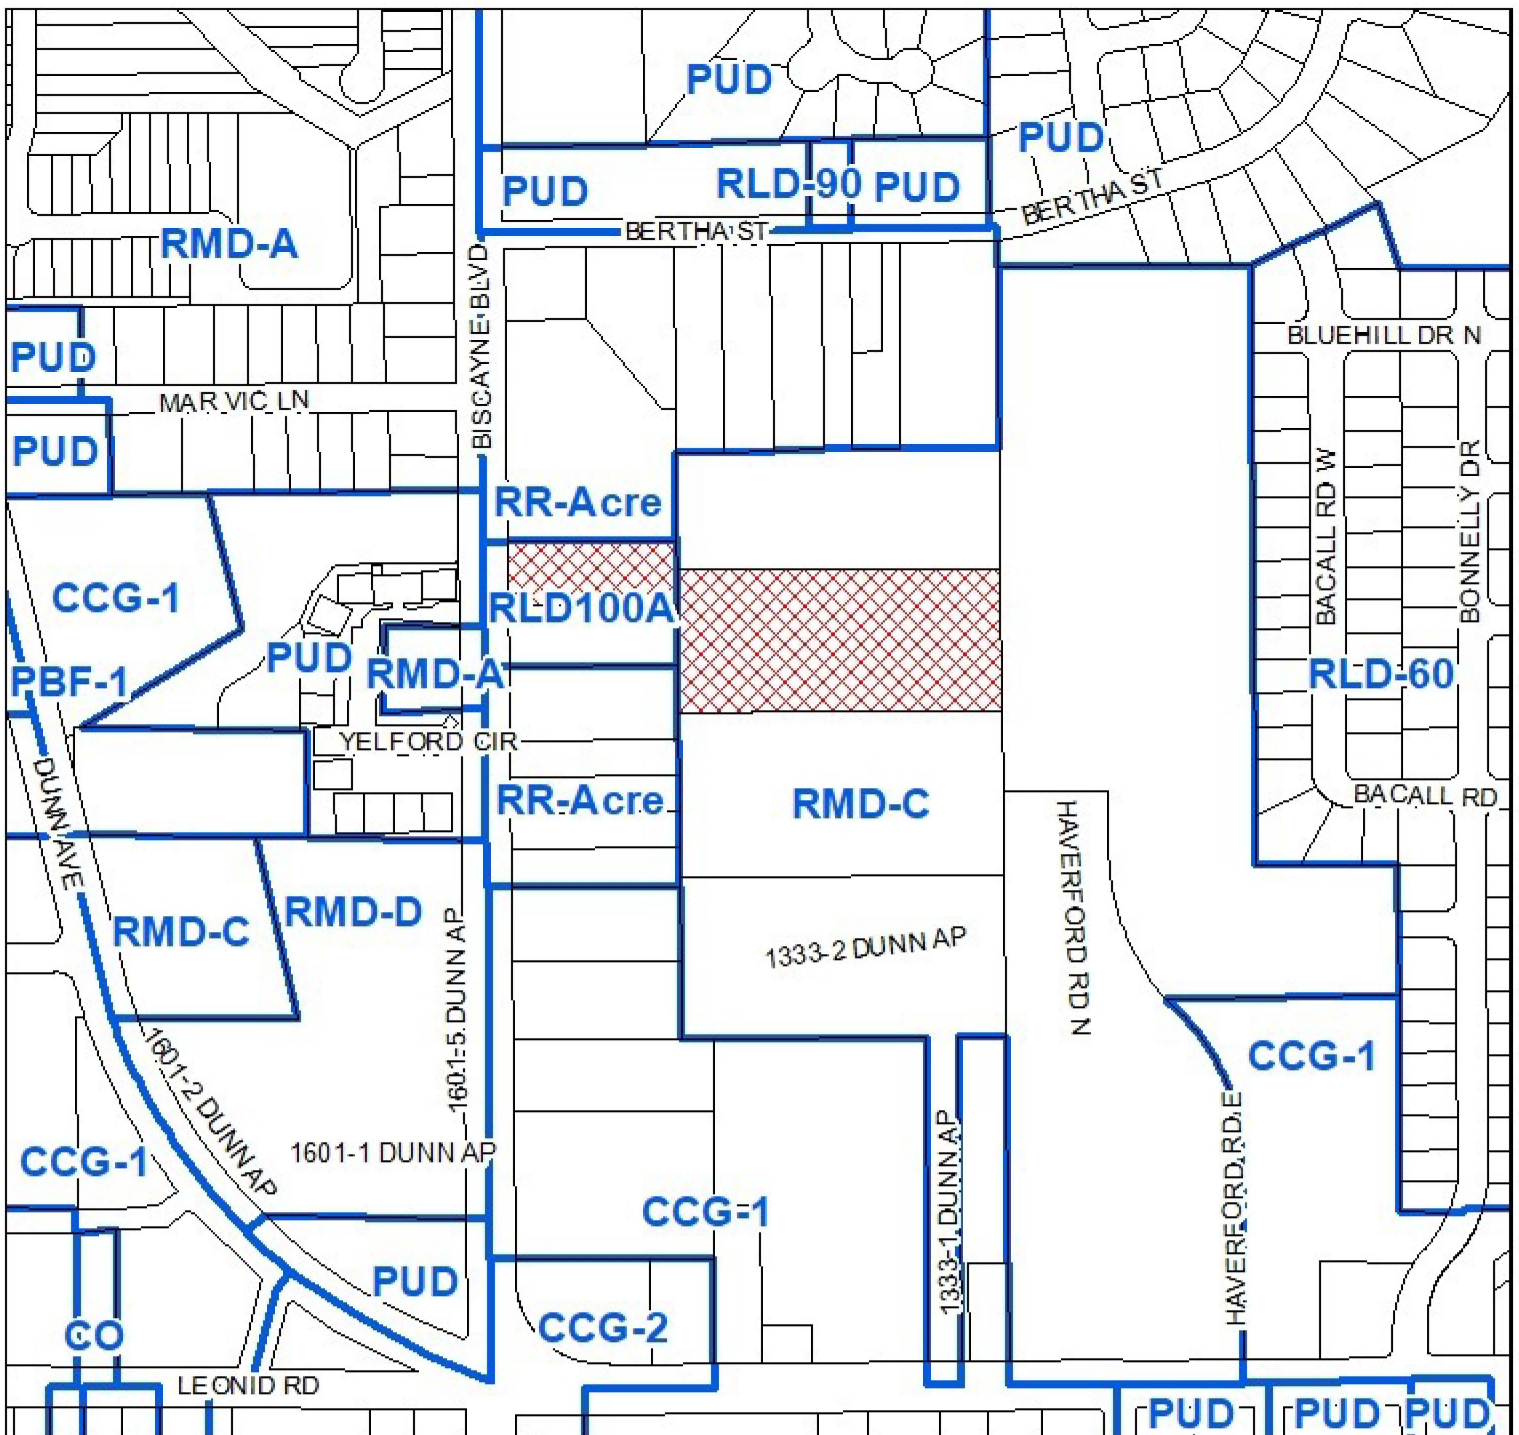 PUD
PUD
PUD
RLD-90
PUD
BERTHA ST
BERTHA ST
RMD-A
BISCAYNE BLVD
PUD
BLUEHILL DR N
MARVIC LN
PUD
RR-Acre
BACALL RD W
BONNELLY DR
CCG-1
RLD100A
PUD
RMD-A
PBF-1
RLD-60
YELFORD CIR
DUNN AVE
RR-Acre
RMD-C
BACALL RD
HAVERFORD RD N
RMD-C
RMD-D
1333-2 DUNN AP
1601-5 DUNN AP
1601-2 DUNN AP
CCG-1
CCG-1
1601-1 DUNN AP
CCG-1
1333-1 DUNN AP
HAVERFORD RD E
PUD
CCG-2
CO
LEONID RD
PUD
PUD
PUD